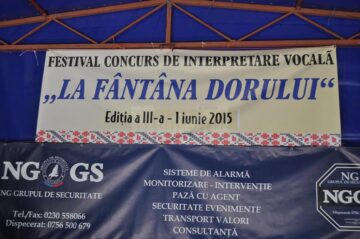 FESTIVAL CONCURS DE INTERPRETARE VOCALĂ
„LA FÂNTÂNA DORULUI“
Ediția a III-a - 1 iunie 2015
NG GS
NG GRUPUL DE SECURITATE
Tel./Fax: 0230 558066
Dispecerat: 0756 500 679
SISTEME DE ALARMĂ
MONITORIZARE - INTERVENȚIE
PAZĂ CU AGENT
SECURITATE EVENIMENTE
TRANSPORT VALORI
CONSULTANȚĂ
NG